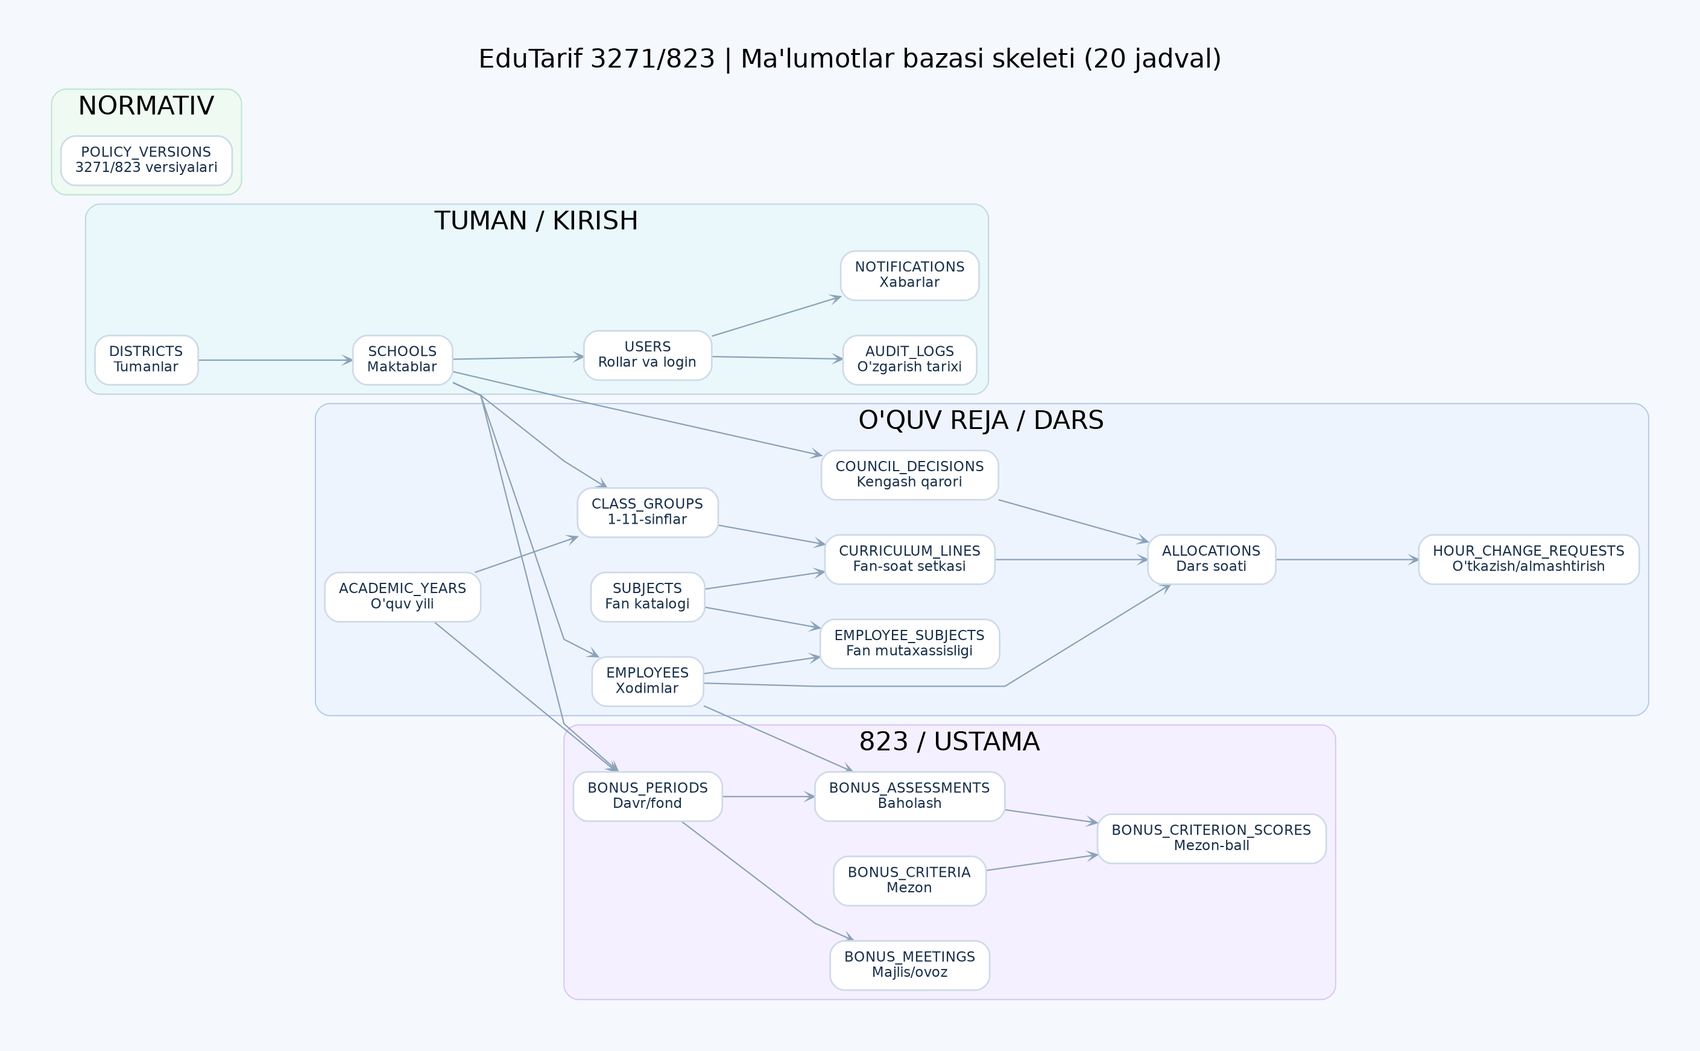 EduTarif 3271/823 | Ma'lumotlar bazasi skeleti (20 jadval)
NORMATIV
POLICY_VERSIONS
3271/823 versiyalari
TUMAN / KIRISH
NOTIFICATIONS
Xabarlar
DISTRICTS
Tumanlar
SCHOOLS
Maktablar
USERS
Rollar va login
AUDIT_LOGS
O'zgarish tarixi
O'QUV REJA / DARS
COUNCIL_DECISIONS
Kengash qarori
CLASS_GROUPS
1-11-sinflar
CURRICULUM_LINES
Fan-soat setkasi
ALLOCATIONS
Dars soati
HOUR_CHANGE_REQUESTS
O'tkazish/almashtirish
ACADEMIC_YEARS
O'quv yili
SUBJECTS
Fan katalogi
EMPLOYEE_SUBJECTS
Fan mutaxassisligi
EMPLOYEES
Xodimlar
823 / USTAMA
BONUS_PERIODS
Davr/fond
BONUS_ASSESSMENTS
Baholash
BONUS_CRITERION_SCORES
Mezon-ball
BONUS_CRITERIA
Mezon
BONUS_MEETINGS
Majlis/ovoz